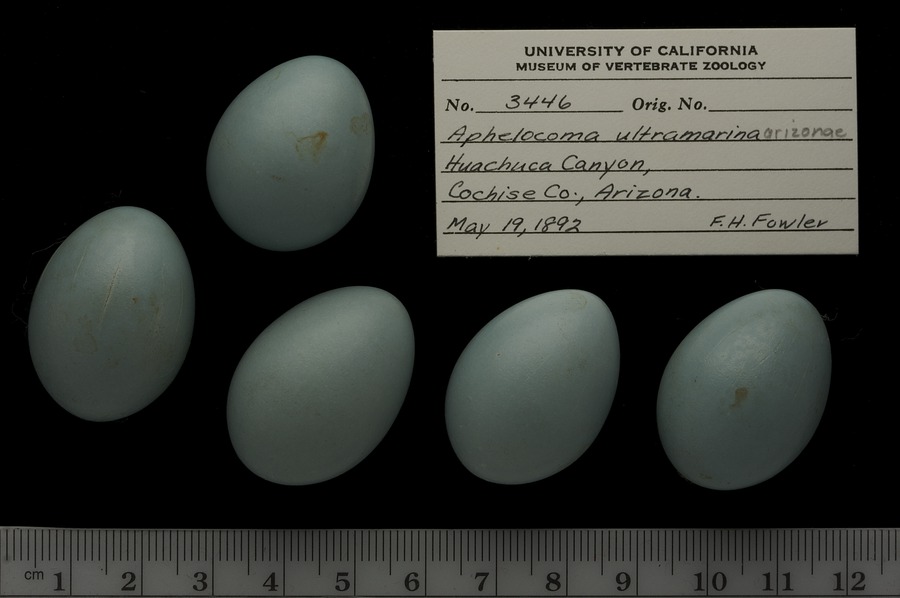 UNIVERSITY OF CALIFORNIA
MUSEUM OF VERTEBRATE ZOOLOGY
No. 3446 Orig. No.
Aphelocoma ultramarina arizonae
Huachuca Canyon,
Cochise Co., Arizona.
May 19, 1892 F.H. Fowler
cm 1 2 3 4 5 6 7 8 9 10 11 12